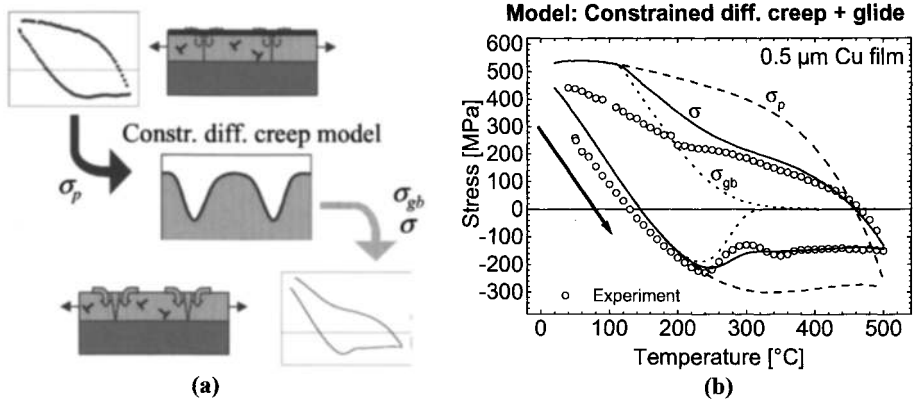 Constr. diff. creep model
σp
σgb
σ
(a)
Model: Constrained diff. creep + glide
0.5 µm Cu film
Stress [MPa]
600
500
400
300
200
100
0
-100
-200
-300
σp
σ
σgb
Experiment
0 100 200 300 400 500
Temperature [°C]
(b)